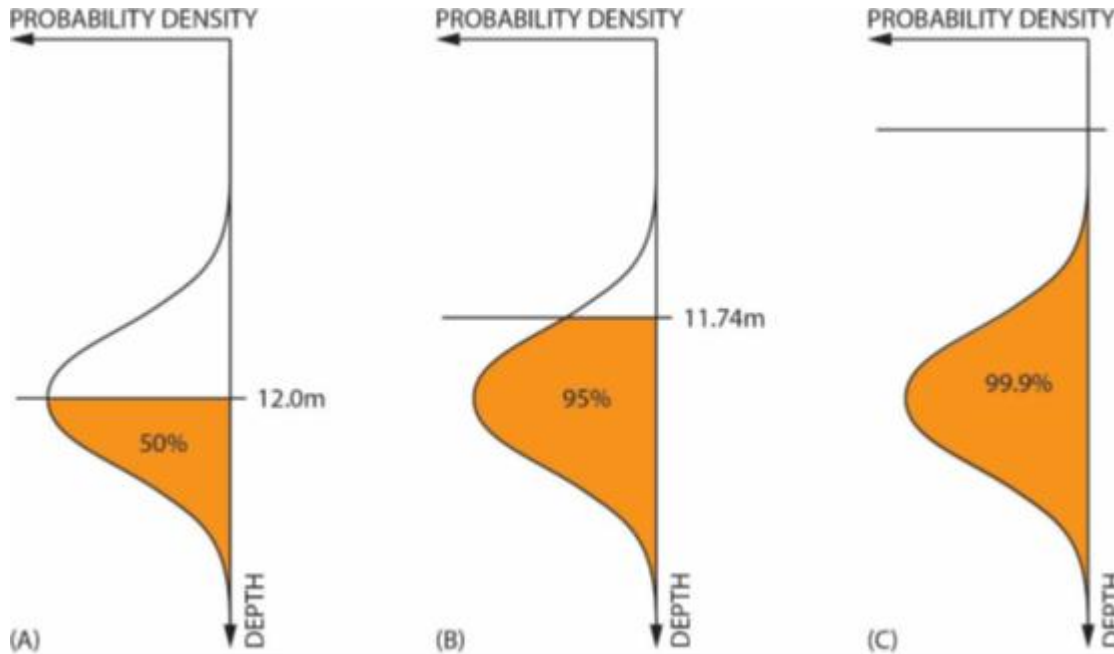 PROBABILITY DENSITY
12.0m
50%
DEPTH
(A)
PROBABILITY DENSITY
11.74m
95%
DEPTH
(B)
PROBABILITY DENSITY
99.9%
DEPTH
(C)